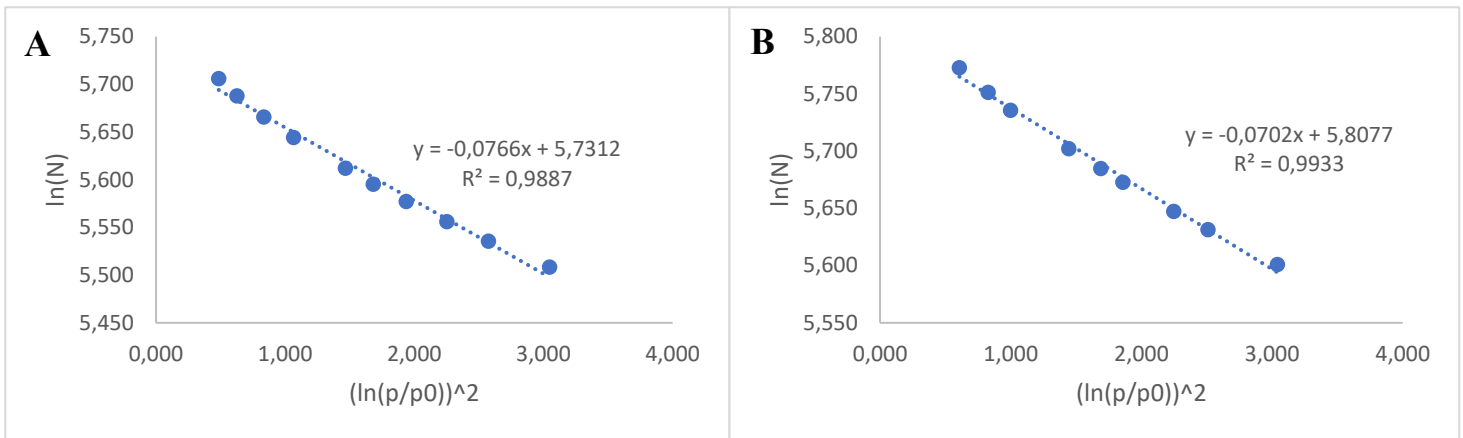 A
5,750
5,700
5,650
5,600
5,550
5,500
5,450
ln(N)
y = -0,0766x + 5,7312
R² = 0,9887
0,000 1,000 2,000 3,000 4,000
(ln(p/p0))^2
B
5,800
5,750
5,700
5,650
5,600
5,550
ln(N)
y = -0,0702x + 5,8077
R² = 0,9933
0,000 1,000 2,000 3,000 4,000
(ln(p/p0))^2